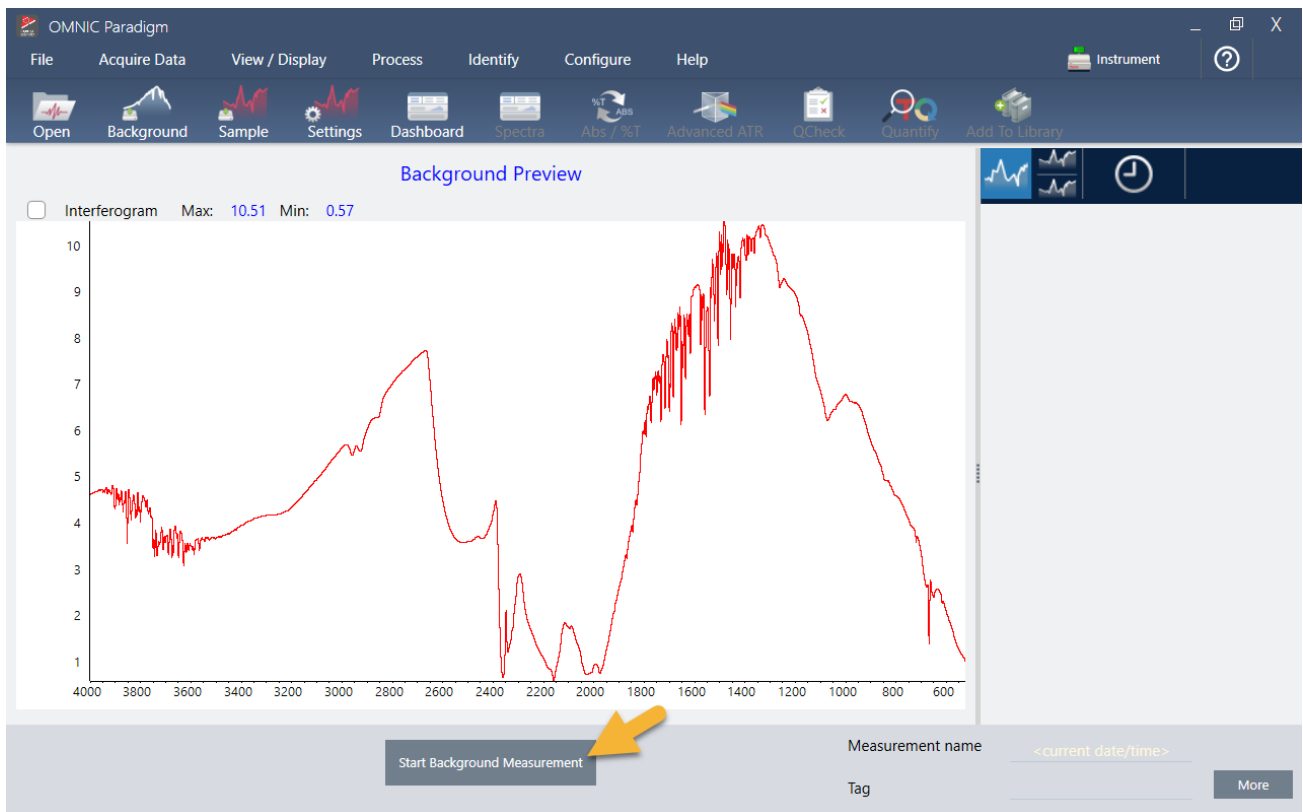 OMNIC Paradigm
_ X
File Acquire Data View / Display Process Identify Configure Help Instrument ?
%T ABS
Open Background Sample Settings Dashboard Spectra Abs / %T Advanced ATR QCheck Quantify Add To Library
Background Preview
Interferogram Max: 10.51 Min: 0.57
10
9
8
7
6
5
4
3
2
1
4000 3800 3600 3400 3200 3000 2800 2600 2400 2200 2000 1800 1600 1400 1200 1000 800 600
Start Background Measurement
Measurement name <current date/time>
Tag
More